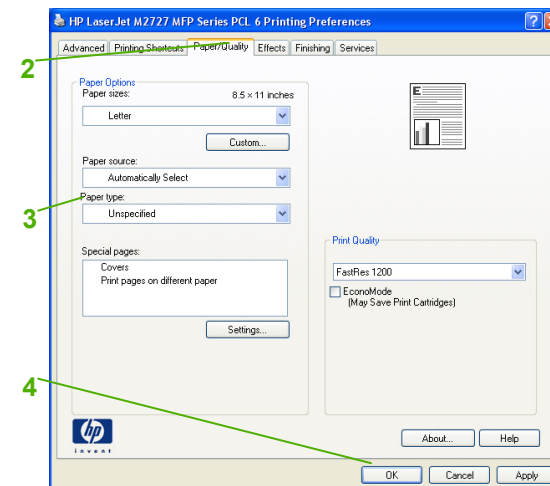 HP LaserJet M2727 MFP Series PCL 6 Printing Preferences
Advanced Printing Shortcuts Paper/Quality Effects Finishing Services
2
Paper Options
Paper sizes: 8.5 × 11 inches
Letter
Custom...
Paper source:
Automatically Select
Paper type:
3
Unspecified
Special pages:
Covers
Print pages on different paper
Settings...
E
Print Quality
FastRes 1200
EconoMode
(May Save Print Cartridges)
4
hp
invent
About... Help
OK Cancel Apply